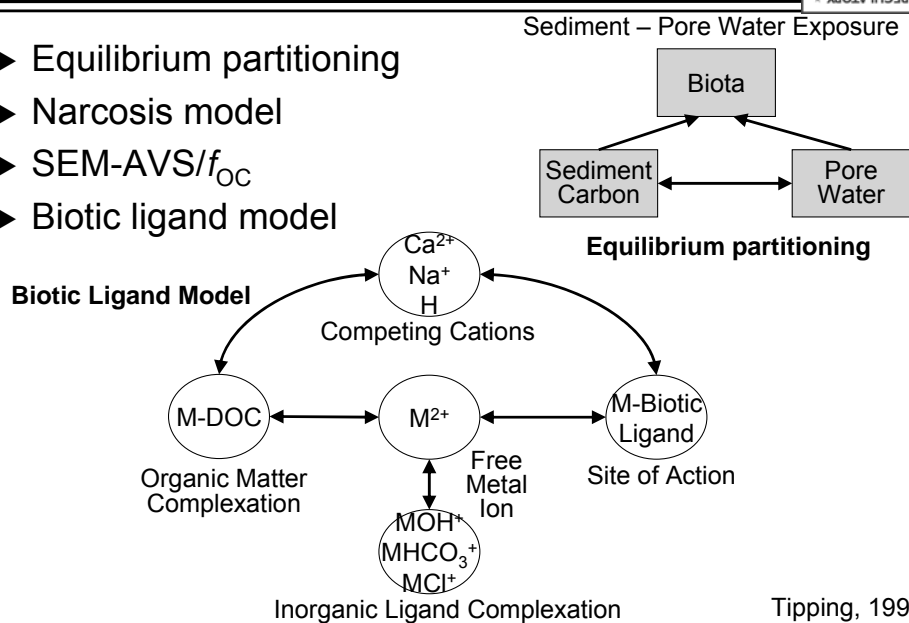 Sediment – Pore Water Exposure
► Equilibrium partitioning
► Narcosis model
► SEM-AVS/fOC
► Biotic ligand model
Biota
Sediment
Carbon
Pore
Water
Equilibrium partitioning
Biotic Ligand Model
Ca²⁺
Na⁺
H
Competing Cations
M-DOC
M²⁺
M-Biotic
Ligand
Organic Matter
Complexation
Free
Metal
Ion
Site of Action
MOH⁺
MHCO₃⁺
MCl⁺
Inorganic Ligand Complexation
Tipping, 199